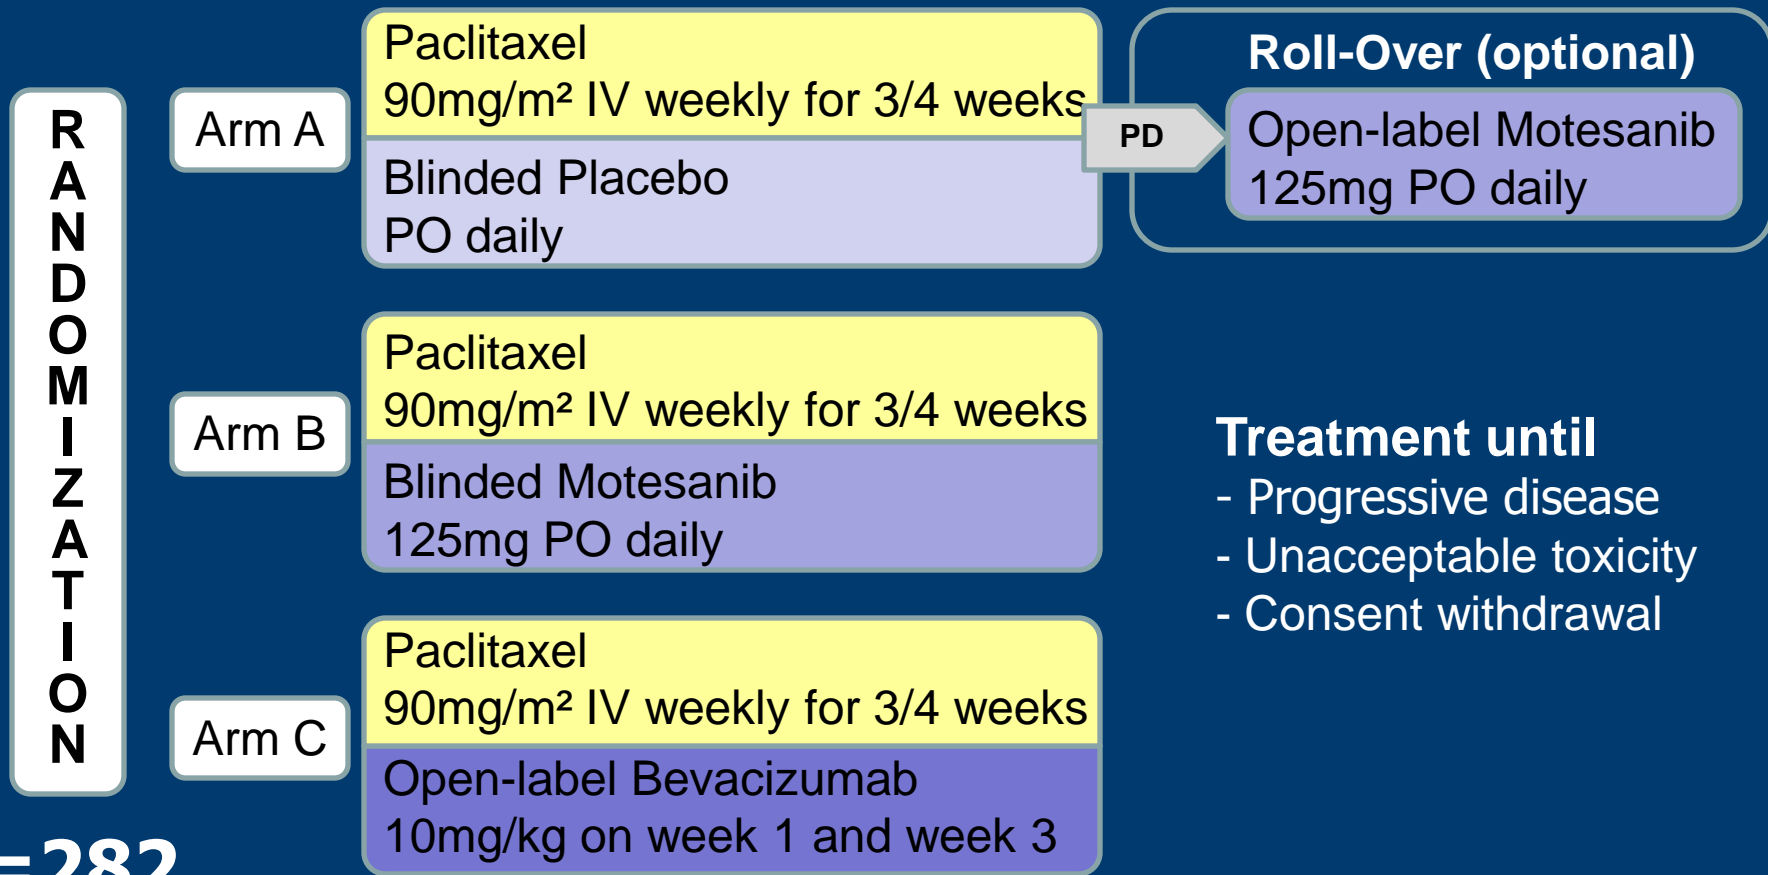 RANDOMIZATION
Arm A
Paclitaxel
90mg/m² IV weekly for 3/4 weeks
Blinded Placebo
PO daily
PD
Roll-Over (optional)
Open-label Motesanib
125mg PO daily
Arm B
Paclitaxel
90mg/m² IV weekly for 3/4 weeks
Blinded Motesanib
125mg PO daily
Treatment until
- Progressive disease
- Unacceptable toxicity
- Consent withdrawal
Arm C
Paclitaxel
90mg/m² IV weekly for 3/4 weeks
Open-label Bevacizumab
10mg/kg on week 1 and week 3
=282